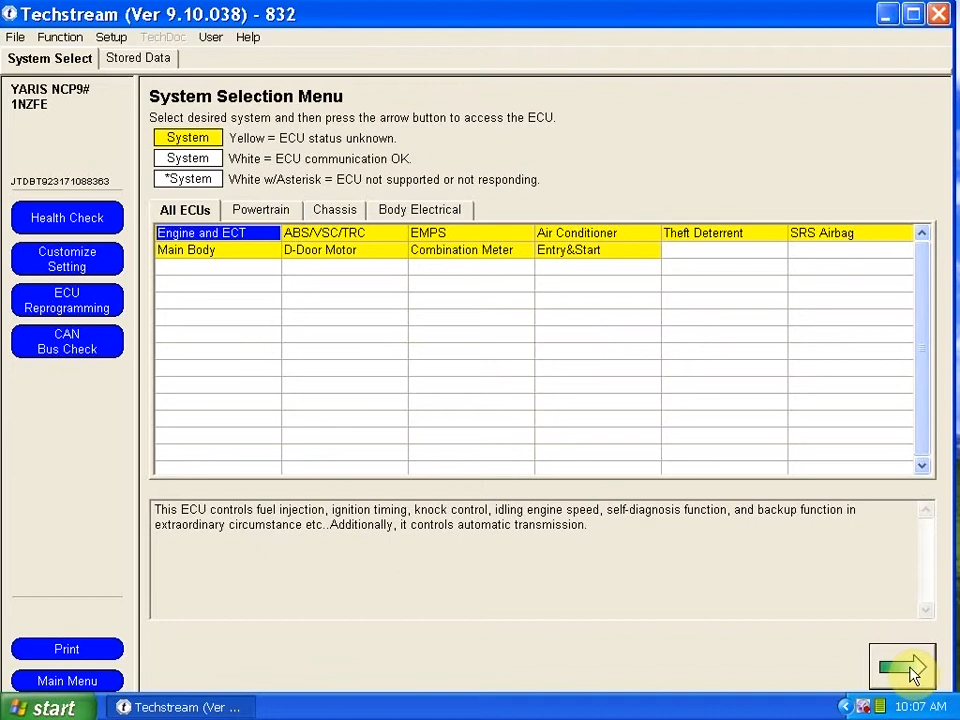 Techstream (Ver 9.10.038) - 832
File Function Setup TechDoc User Help
System Select Stored Data
YARIS NCP9#
1NZFE
JTDBT923171088363
Health Check
Customize
Setting
ECU
Reprogramming
CAN
Bus Check
Print
Main Menu
System Selection Menu
Select desired system and then press the arrow button to access the ECU.
System Yellow = ECU status unknown.
System White = ECU communication OK.
*System White w/Asterisk = ECU not supported or not responding.
All ECUs Powertrain Chassis Body Electrical
Engine and ECT ABS/VSC/TRC EMPS Air Conditioner Theft Deterrent SRS Airbag
Main Body D-Door Motor Combination Meter Entry&Start
This ECU controls fuel injection, ignition timing, knock control, idling engine speed, self-diagnosis function, and backup function in
extraordinary circumstance etc..Additionally, it controls automatic transmission.
start Techstream (Ver ... 10:07 AM